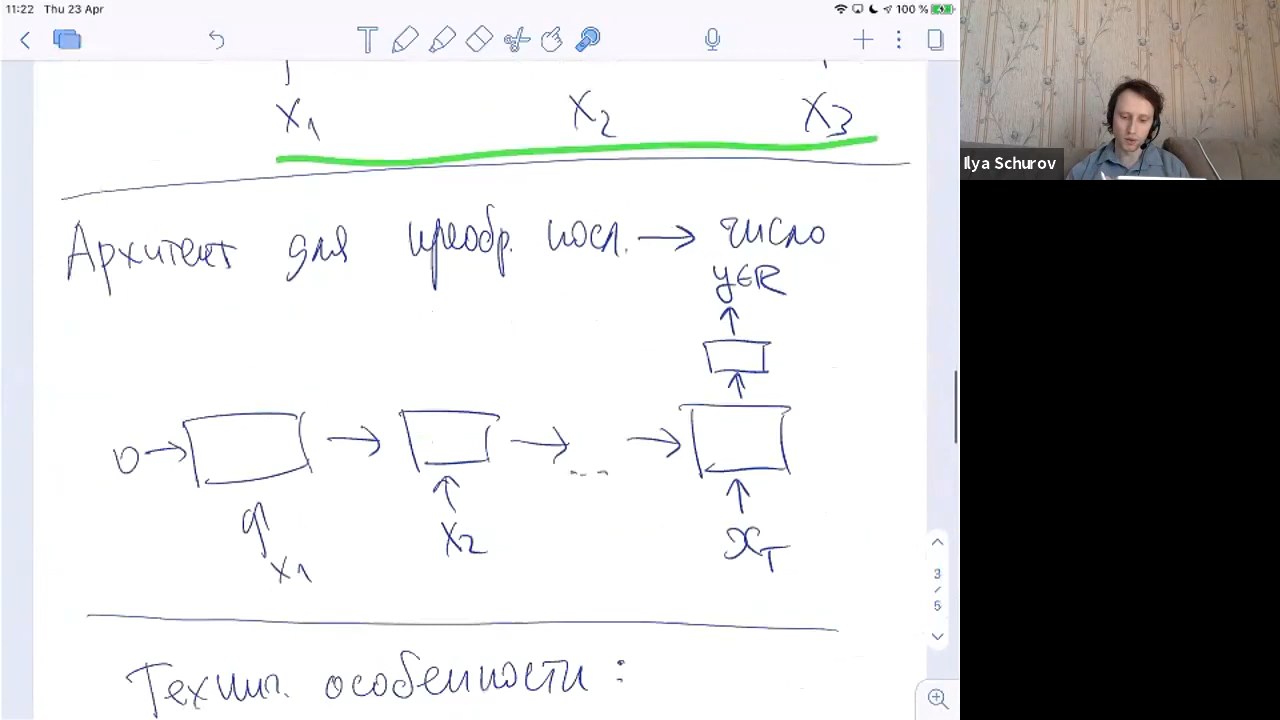 11:22 Thu 23 Apr
100 %
T
Ilya Schurov
x₁ x₂ x₃
Архитект для преобр. посл. → число
y∈ℝ
0 → → → ... →
x₁ x₂ x_T
3
/
5
Технич. особенности: